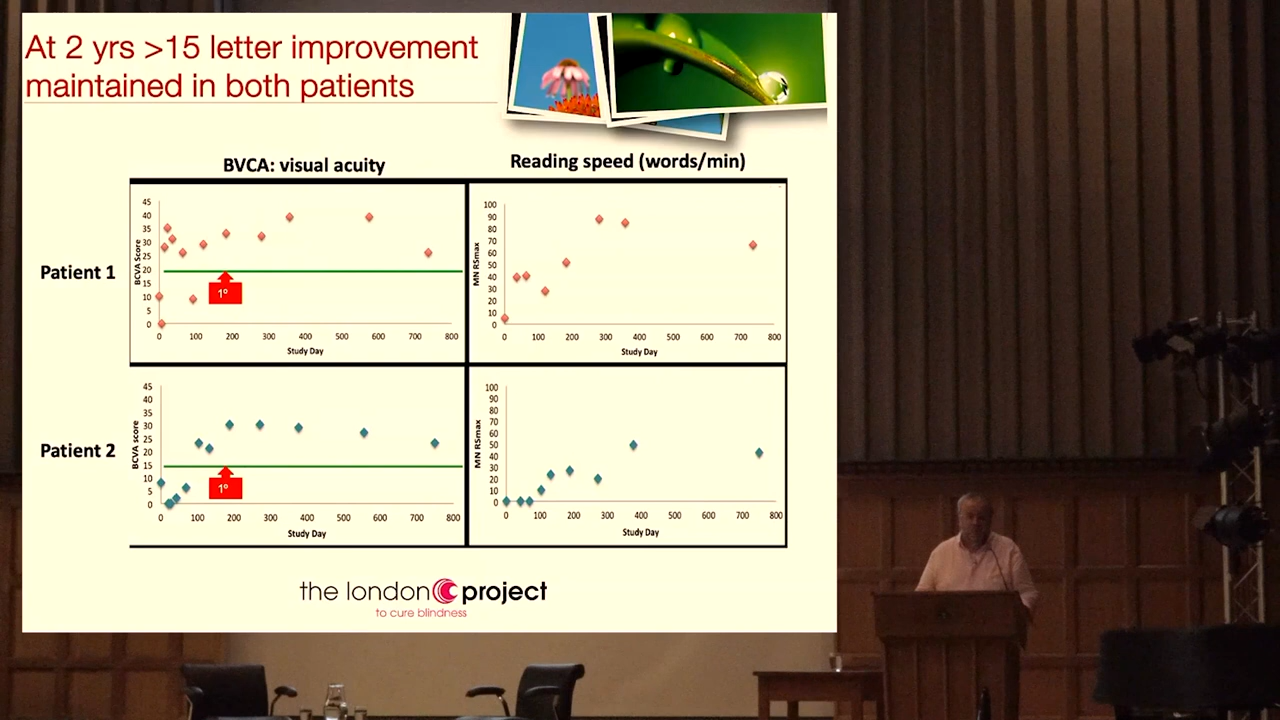 At 2 yrs >15 letter improvement
maintained in both patients
BVCA: visual acuity
Reading speed (words/min)
Patient 1
BCVA Score
45
40
35
30
25
20
15
10
5
0
1º
0 100 200 300 400 500 600 700 800
Study Day
MN RSmax
100
90
80
70
60
50
40
30
20
10
0
0 100 200 300 400 500 600 700 800
Study Day
Patient 2
BCVA score
45
40
35
30
25
20
15
10
5
0
1º
0 100 200 300 400 500 600 700 800
Study Day
MN RSmax
100
90
80
70
60
50
40
30
20
10
0
0 100 200 300 400 500 600 700 800
Study Day
the london project
to cure blindness